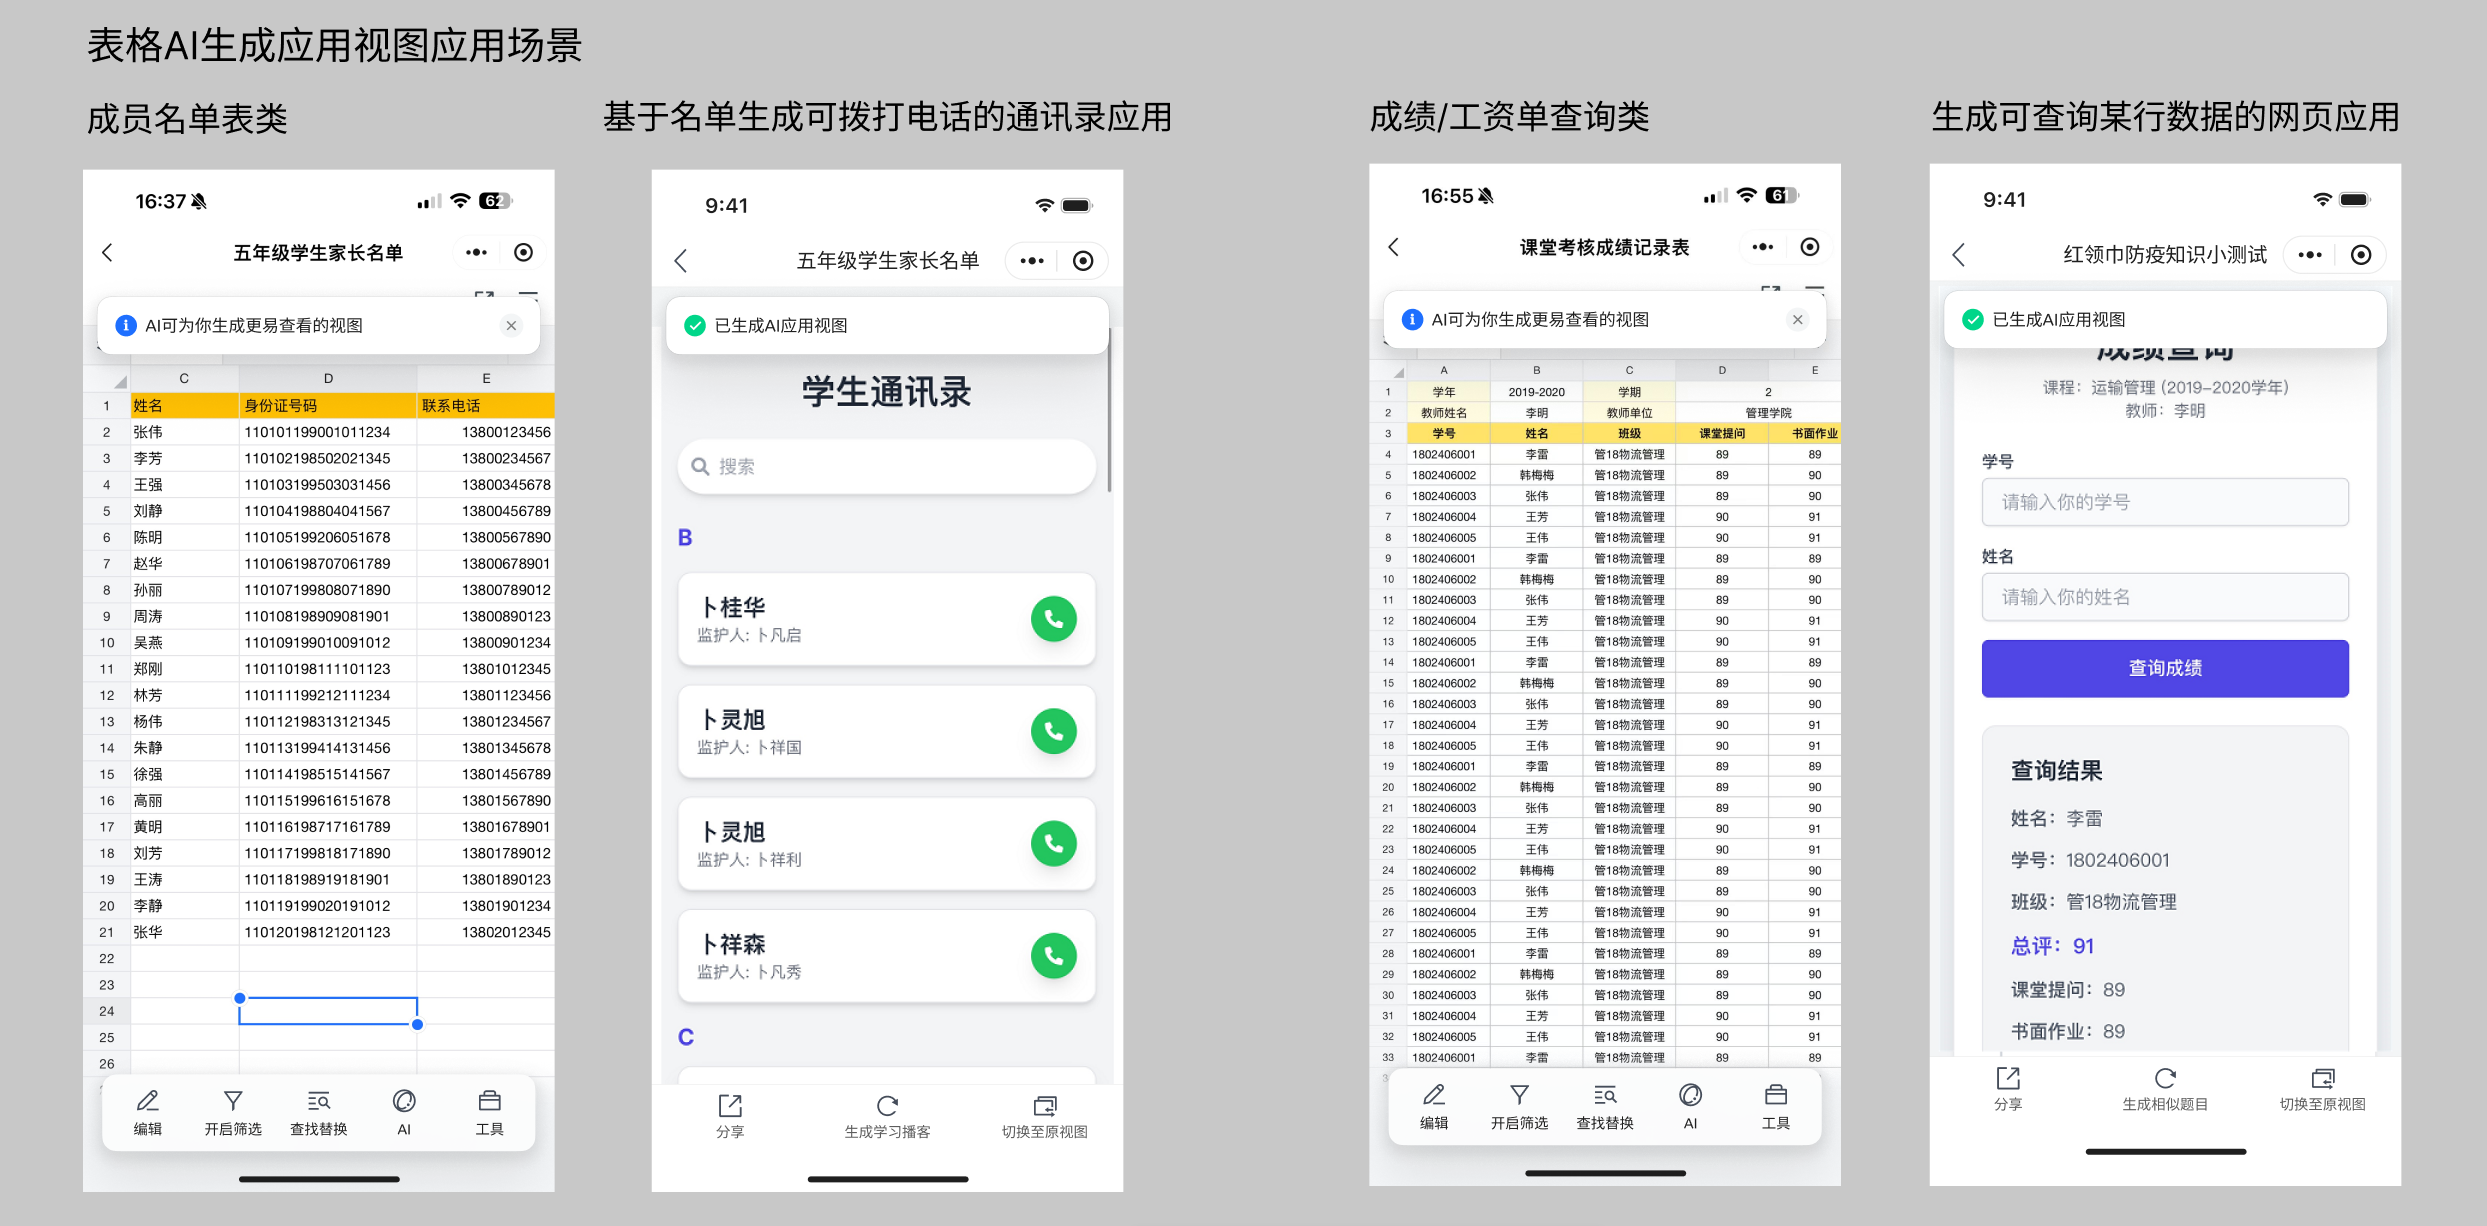 表格AI生成应用视图应用场景
成员名单表类
16:37
62
五年级学生家长名单
AI可为你生成更易查看的视图
C D E
1 姓名 身份证号码 联系电话
2 张伟 110101199001011234 13800123456
3 李芳 110102198502021345 13800234567
4 王强 110103199503031456 13800345678
5 刘静 110104198804041567 13800456789
6 陈明 110105199206051678 13800567890
7 赵华 110106198707061789 13800678901
8 孙丽 110107199808071890 13800789012
9 周涛 110108198909081901 13800890123
10 吴燕 110109199010091012 13800901234
11 郑刚 110110198111101123 13801012345
12 林芳 110111199212111234 13801123456
13 杨伟 110112198313121345 13801234567
14 朱静 110113199414131456 13801345678
15 徐强 110114198515141567 13801456789
16 高丽 110115199616151678 13801567890
17 黄明 110116198717161789 13801678901
18 刘芳 110117199818171890 13801789012
19 王涛 110118198919181901 13801890123
20 李静 110119199020191012 13801901234
21 张华 110120198121201123 13802012345
22
23
24
25
26
编辑 开启筛选 查找替换 AI 工具
基于名单生成可拨打电话的通讯录应用
9:41
五年级学生家长名单
已生成AI应用视图
学生通讯录
搜索
B
卜桂华
监护人: 卜凡启
卜灵旭
监护人: 卜祥国
卜灵旭
监护人: 卜祥利
卜祥森
监护人: 卜凡秀
C
分享 生成学习播客 切换至原视图
成绩/工资单查询类
16:55
61
课堂考核成绩记录表
AI可为你生成更易查看的视图
A B C D E
1 学年 2019-2020 学期 2
2 教师姓名 李明 教师单位 管理学院
3 学号 姓名 班级 课堂提问 书面作业
4 1802406001 李雷 管18物流管理 89 89
5 1802406002 韩梅梅 管18物流管理 89 90
6 1802406003 张伟 管18物流管理 89 90
7 1802406004 王芳 管18物流管理 90 91
8 1802406005 王伟 管18物流管理 90 91
9 1802406001 李雷 管18物流管理 89 89
10 1802406002 韩梅梅 管18物流管理 89 90
11 1802406003 张伟 管18物流管理 89 90
12 1802406004 王芳 管18物流管理 90 91
13 1802406005 王伟 管18物流管理 90 91
14 1802406001 李雷 管18物流管理 89 89
15 1802406002 韩梅梅 管18物流管理 89 90
16 1802406003 张伟 管18物流管理 89 90
17 1802406004 王芳 管18物流管理 90 91
18 1802406005 王伟 管18物流管理 90 91
19 1802406001 李雷 管18物流管理 89 89
20 1802406002 韩梅梅 管18物流管理 89 90
21 1802406003 张伟 管18物流管理 89 90
22 1802406004 王芳 管18物流管理 90 91
23 1802406005 王伟 管18物流管理 90 91
24 1802406002 韩梅梅 管18物流管理 89 90
25 1802406003 张伟 管18物流管理 89 90
26 1802406004 王芳 管18物流管理 90 91
27 1802406005 王伟 管18物流管理 90 91
28 1802406001 李雷 管18物流管理 89 89
29 1802406002 韩梅梅 管18物流管理 89 90
30 1802406003 张伟 管18物流管理 89 90
31 1802406004 王芳 管18物流管理 90 91
32 1802406005 王伟 管18物流管理 90 91
33 1802406001 李雷 管18物流管理 89 89
编辑 开启筛选 查找替换 AI 工具
生成可查询某行数据的网页应用
9:41
红领巾防疫知识小测试
已生成AI应用视图
成绩查询
课程：运输管理 (2019-2020学年)
教师：李明
学号
请输入你的学号
姓名
请输入你的姓名
查询成绩
查询结果
姓名：李雷
学号：1802406001
班级：管18物流管理
总评：91
课堂提问：89
书面作业：89
分享 生成相似题目 切换至原视图